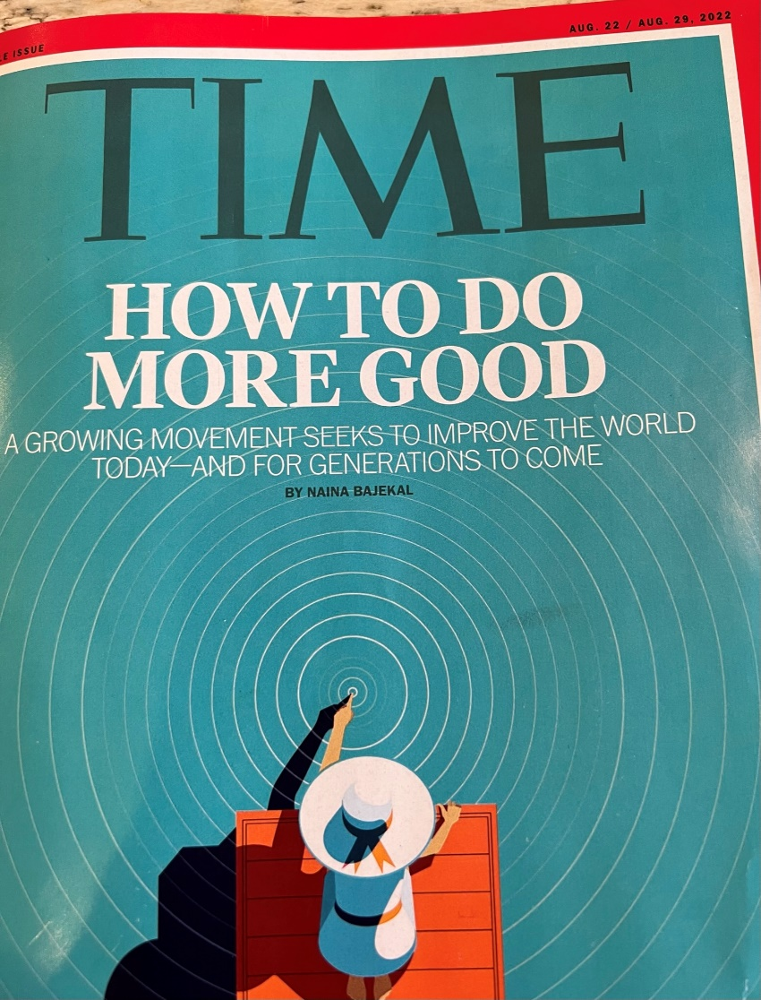 LE ISSUE
AUG. 22 / AUG. 29, 2022
TIME
HOW TO DO
MORE GOOD
A GROWING MOVEMENT SEEKS TO IMPROVE THE WORLD
TODAY—AND FOR GENERATIONS TO COME
BY NAINA BAJEKAL